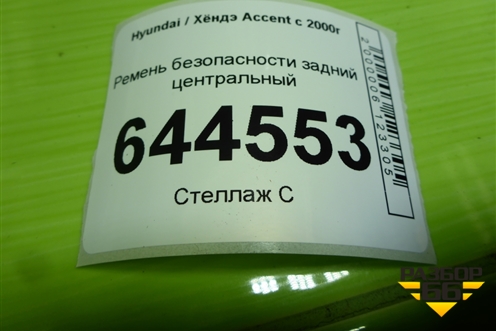 Hyundai / Хёндэ Accent с 2000г
Ремень безопасности задний
центральный
644553
Стеллаж С
2000006123305
РАЗБОР
66